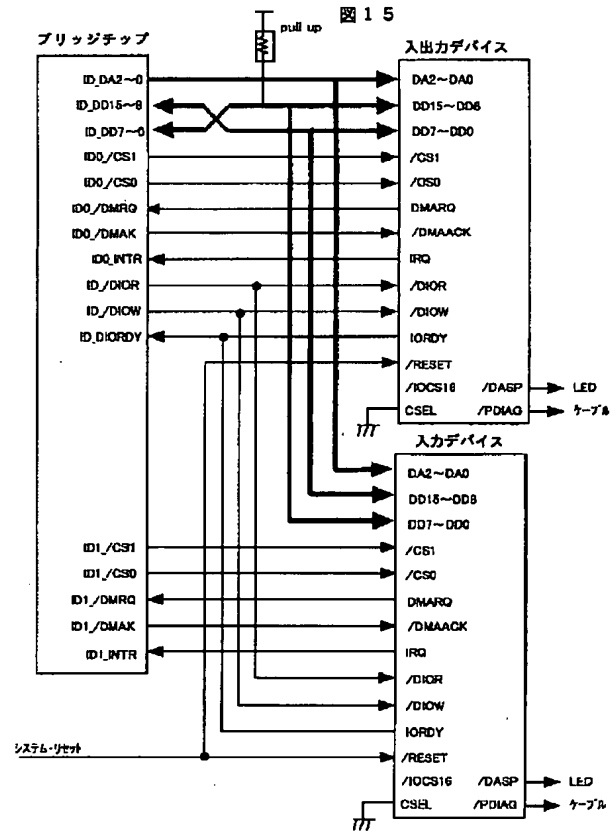 図15
pull up
ブリッジチップ
ID_DA2~0
ID_DD15~8
ID_DD7~0
ID0_/CS1
ID0_/CS0
ID0_/DMRQ
ID0_/DMAK
ID0_INTR
ID_/DIOR
ID_/DIOW
ID_DIORDY
ID1_/CS1
ID1_/CS0
ID1_/DMRQ
ID1_/DMAK
ID1_INTR
システム・リセット
入出力デバイス
DA2~DA0
DD15~DD8
DD7~DD0
/CS1
/CS0
DMARQ
/DMAACK
IRQ
/DIOR
/DIOW
IORDY
/RESET
/IOCS16 /DASP LED
CSEL /PDIAG ケーブル
入力デバイス
DA2~DA0
DD15~DD8
DD7~DD0
/CS1
/CS0
DMARQ
/DMAACK
IRQ
/DIOR
/DIOW
IORDY
/RESET
/IOCS16 /DASP LED
CSEL /PDIAG ケーブル